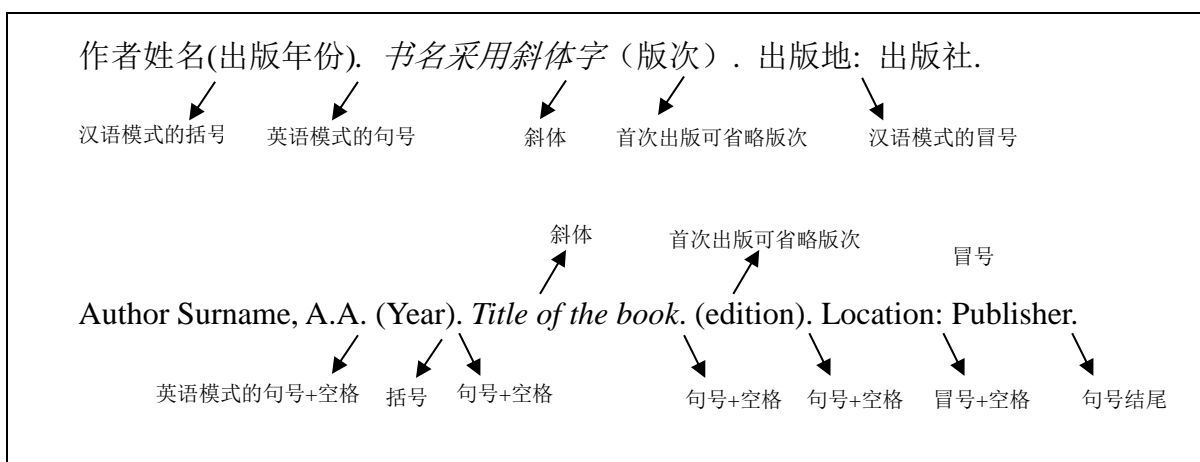 作者姓名(出版年份). 书名采用斜体字（版次）. 出版地: 出版社.
汉语模式的括号 英语模式的句号 斜体 首次出版可省略版次 汉语模式的冒号
斜体 首次出版可省略版次 冒号
Author Surname, A.A. (Year). Title of the book. (edition). Location: Publisher.
英语模式的句号+空格 括号 句号+空格 句号+空格 句号+空格 冒号+空格 句号结尾